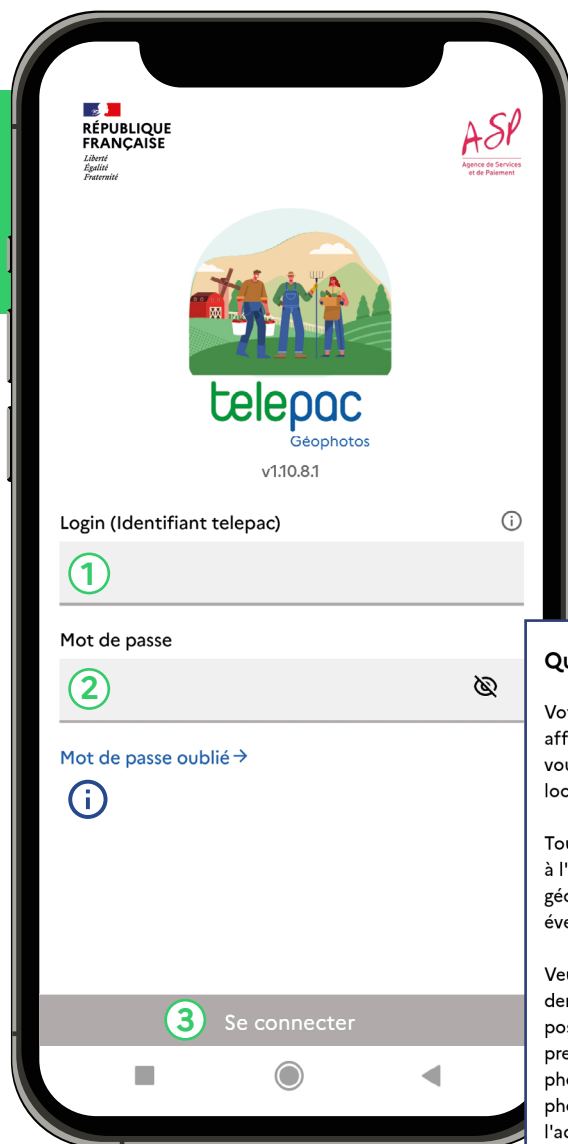 RÉPUBLIQUE
FRANÇAISE
Liberté
Égalité
Fraternité
ASP
Agence de Services
et de Paiement
telepac
Géophotos
v1.10.8.1
Login (Identifiant telepac)
1
Mot de passe
2
Mot de passe oublié →
3 Se connecter